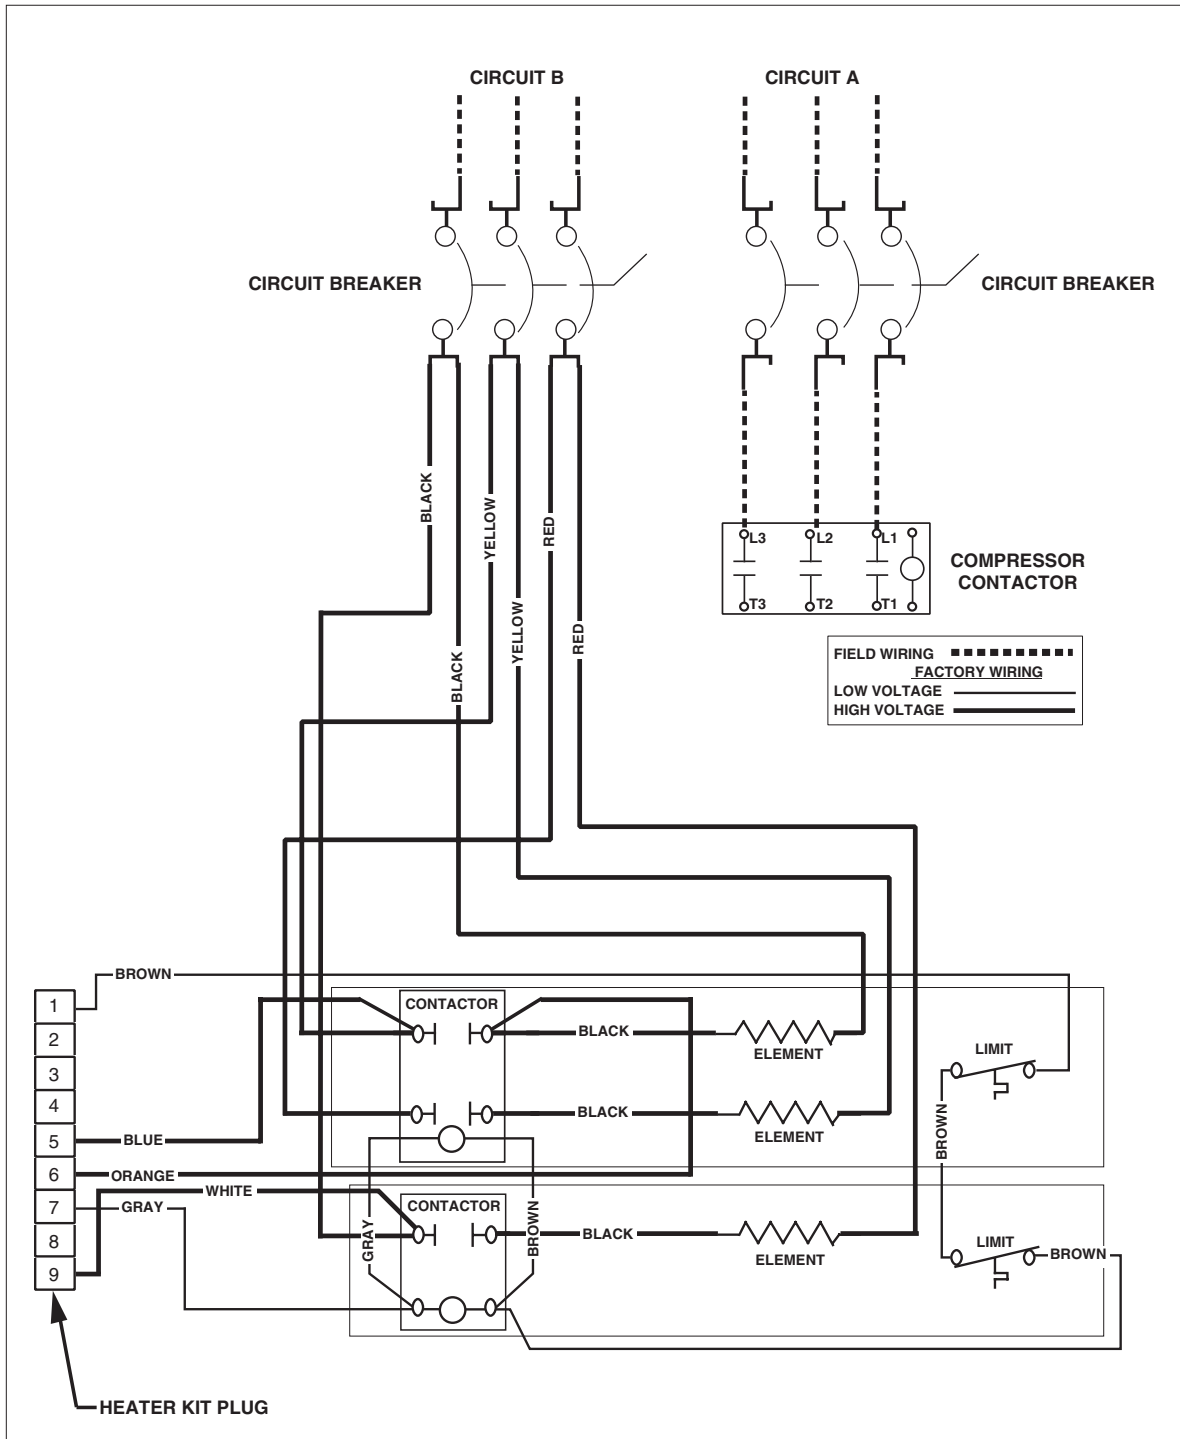 CIRCUIT B
CIRCUIT A
CIRCUIT BREAKER
CIRCUIT BREAKER
BLACK
YELLOW
RED
L3
L2
L1
T3
T2
T1
COMPRESSOR
CONTACTOR
BLACK
YELLOW
RED
FIELD WIRING
FACTORY WIRING
LOW VOLTAGE
HIGH VOLTAGE
BROWN
1
2
3
4
5
6
7
8
9
CONTACTOR
BLACK
ELEMENT
LIMIT
BLACK
ELEMENT
BROWN
BLUE
ORANGE
WHITE
GRAY
CONTACTOR
GRAY
BROWN
BLACK
ELEMENT
LIMIT
BROWN
HEATER KIT PLUG